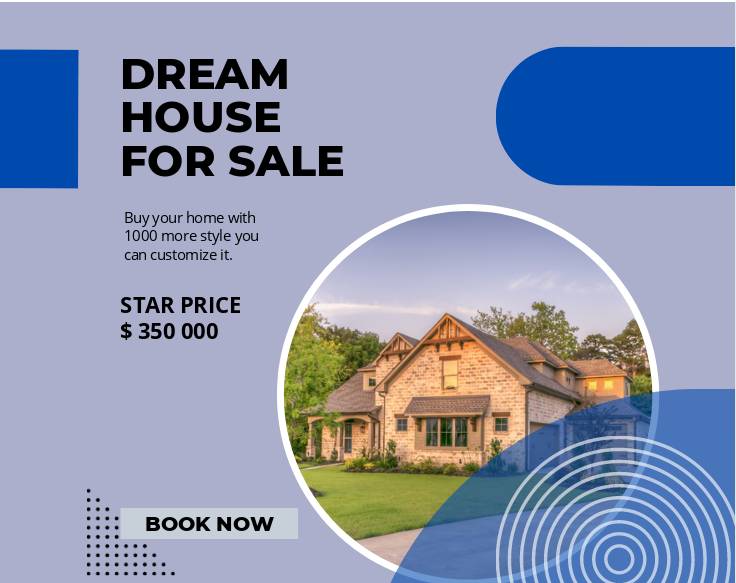 DREAM
HOUSE
FOR SALE
Buy your home with
1000 more style you
can customize it.
STAR PRICE
$ 350 000
BOOK NOW